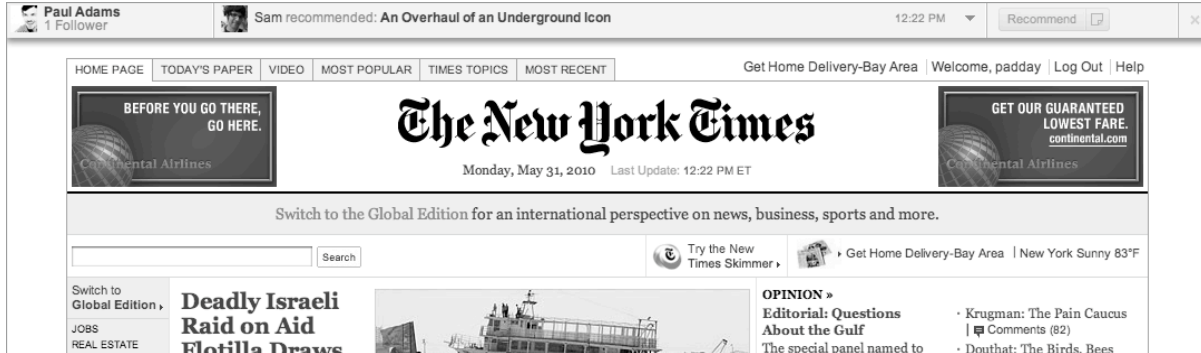 Paul Adams
1 Follower
Sam recommended: An Overhaul of an Underground Icon
12:22 PM
Recommend
HOME PAGE TODAY'S PAPER VIDEO MOST POPULAR TIMES TOPICS MOST RECENT
Get Home Delivery-Bay Area Welcome, padday Log Out Help
BEFORE YOU GO THERE,
GO HERE.
Continental Airlines
The New York Times
Monday, May 31, 2010 Last Update: 12:22 PM ET
GET OUR GUARANTEED
LOWEST FARE.
continental.com
Continental Airlines
Switch to the Global Edition for an international perspective on news, business, sports and more.
Search
Try the New
Times Skimmer
Get Home Delivery-Bay Area New York Sunny 83°F
Switch to
Global Edition
JOBS
REAL ESTATE
Deadly Israeli
Raid on Aid
Flotilla Draws
OPINION »
Editorial: Questions
About the Gulf
The special panel named to
· Krugman: The Pain Caucus
Comments (82)
· Douthat: The Birds, Bees